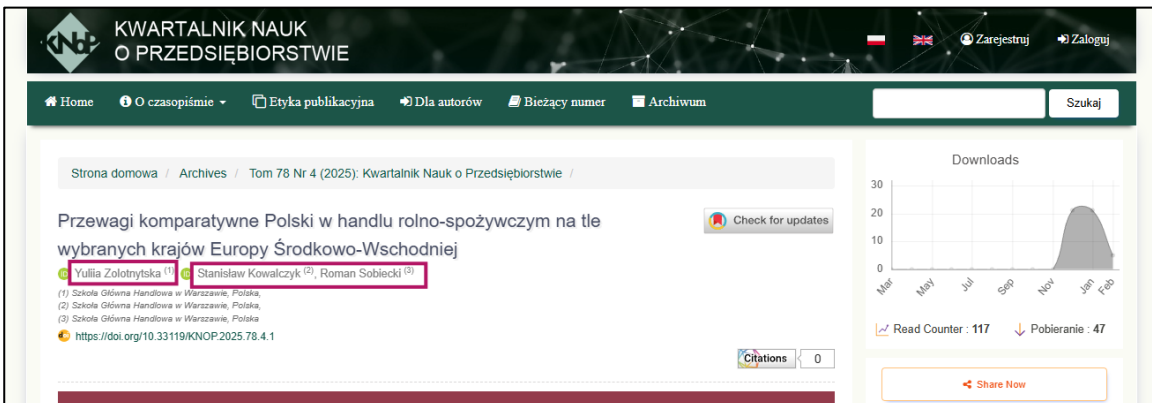 KNOP
KWARTALNIK NAUK
O PRZEDSIĘBIORSTWIE
Zarejestruj
Zaloguj
Home
O czasopiśmie
Etyka publikacyjna
Dla autorów
Bieżący numer
Archiwum
Szukaj
Strona domowa / Archives / Tom 78 Nr 4 (2025): Kwartalnik Nauk o Przedsiębiorstwie /
Przewagi komparatywne Polski w handlu rolno-spożywczym na tle
wybranych krajów Europy Środkowo-Wschodniej
Check for updates
iD Yuliia Zolotnytska (1) iD Stanisław Kowalczyk (2), Roman Sobiecki (3)
(1) Szkoła Główna Handlowa w Warszawie, Polska,
(2) Szkoła Główna Handlowa w Warszawie, Polska,
(3) Szkoła Główna Handlowa w Warszawie, Polska
https://doi.org/10.33119/KNOP.2025.78.4.1
Citations 0
Downloads
30
20
10
0
Mar May Jul Sep Nov Jan Feb
Read Counter : 117
Pobieranie : 47
Share Now